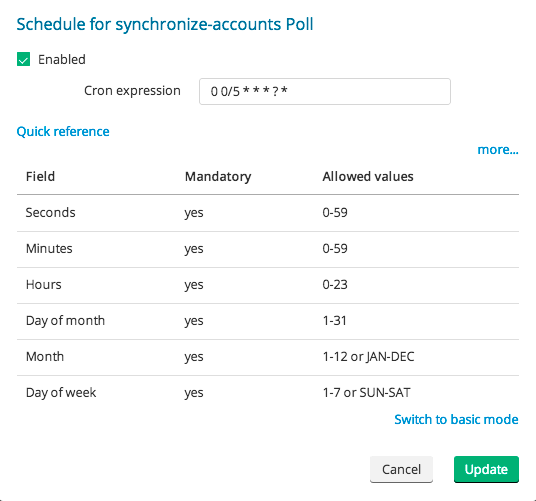 Schedule for synchronize-accounts Poll
Enabled
Cron expression 0 0/5 * * * ? *
Quick reference
more...
Field Mandatory Allowed values
Seconds yes 0-59
Minutes yes 0-59
Hours yes 0-23
Day of month yes 1-31
Month yes 1-12 or JAN-DEC
Day of week yes 1-7 or SUN-SAT
Switch to basic mode
Cancel Update